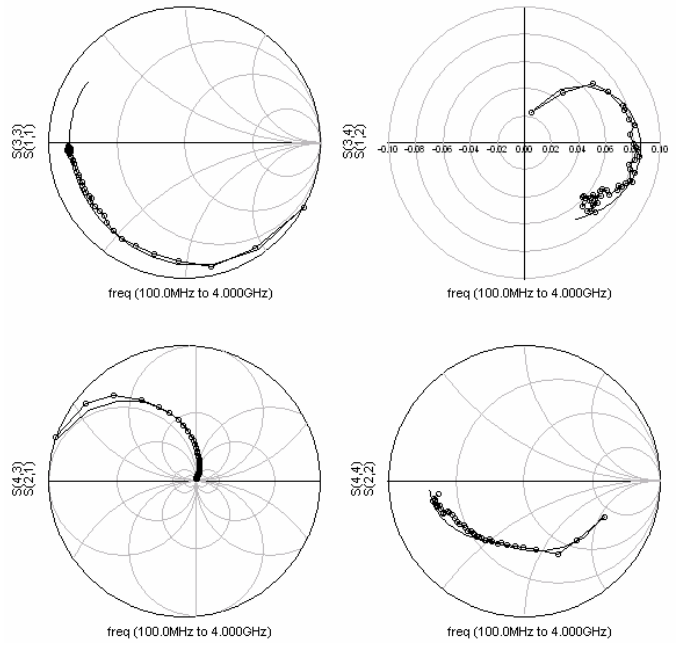 S(3,3)
S(1,1)
freq (100.0MHz to 4.000GHz)
S(3,4)
S(1,2)
-0.10 -0.08 -0.06 -0.04 -0.02 0.00 0.02 0.04 0.06 0.08 0.10
freq (100.0MHz to 4.000GHz)
S(4,3)
S(2,1)
freq (100.0MHz to 4.000GHz)
S(4,4)
S(2,2)
freq (100.0MHz to 4.000GHz)